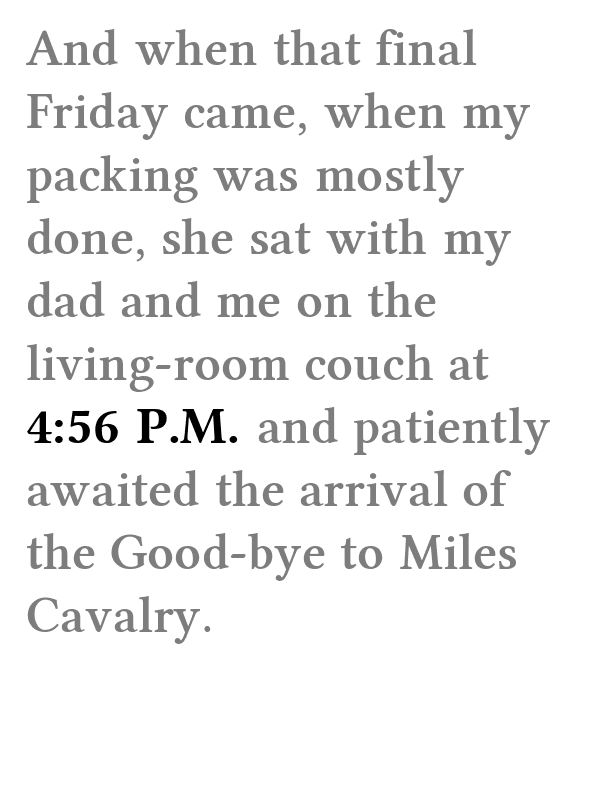 And when that final
Friday came, when my
packing was mostly
done, she sat with my
dad and me on the
living-room couch at
4:56 P.M. and patiently
awaited the arrival of
the Good-bye to Miles
Cavalry.